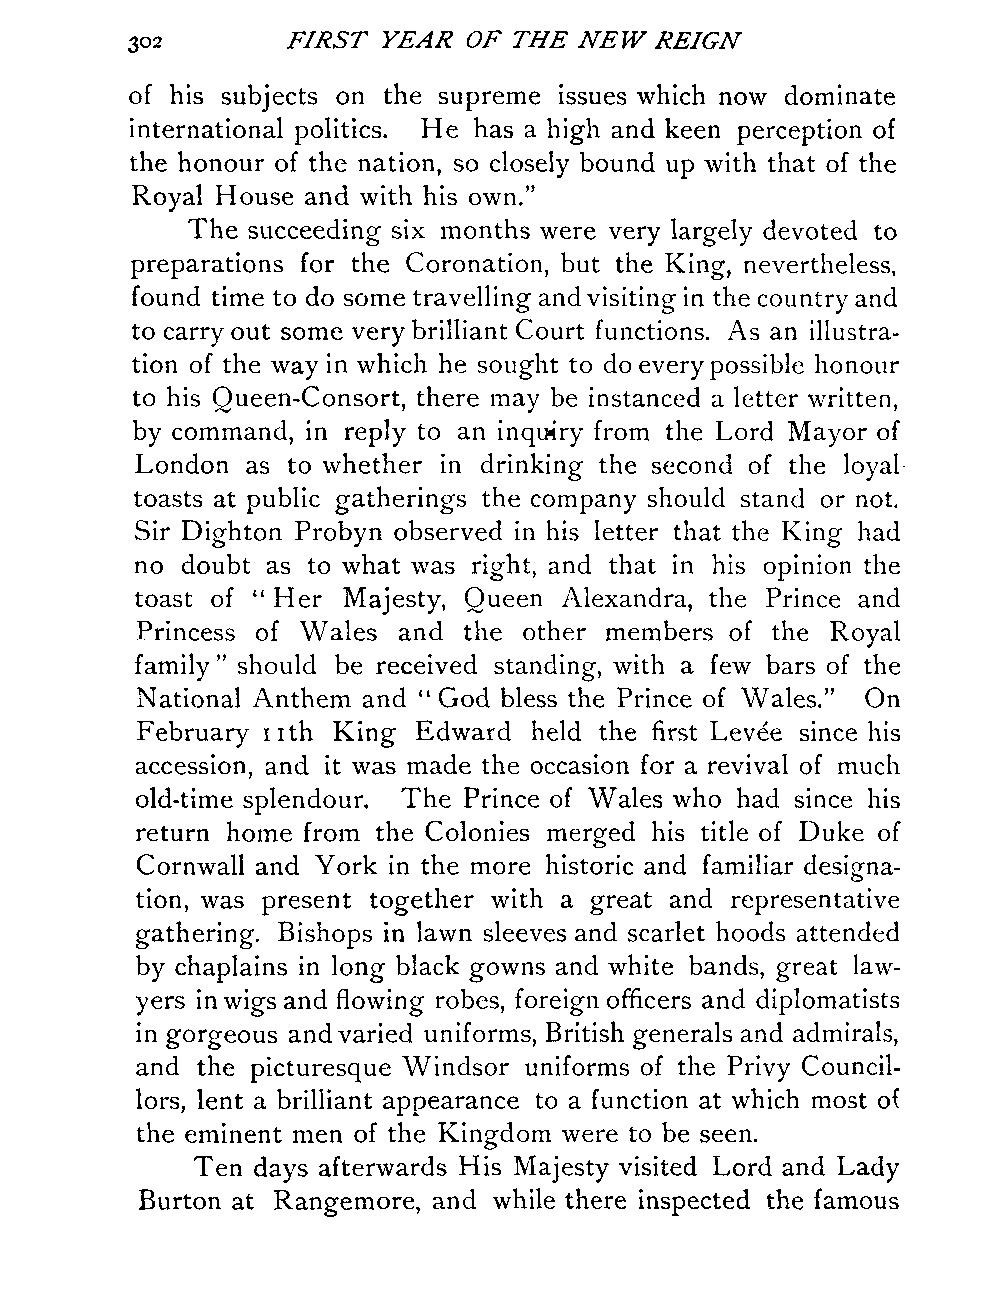 302 FIRST YEAR OF THE NEW REIGN
of his subjects on the supreme issues which now dominate
international politics. He has a high and keen perception of
the honour of the nation, so closely bound up with that of the
Royal House and with his own.”
The succeeding six months were very largely devoted to
preparations for the Coronation, but the King, nevertheless,
found time to do some travelling and visiting in the country and
to carry out some very brilliant Court functions. As an illustra-
tion of the way in which he sought to do every possible honour
to his Queen-Consort, there may be instanced a letter written,
by command, in reply to an inquiry from the Lord Mayor of
London as to whether in drinking the second of the loyal
toasts at public gatherings the company should stand or not.
Sir Dighton Probyn observed in his letter that the King had
no doubt as to what was right, and that in his opinion the
toast of “Her Majesty, Queen Alexandra, the Prince and
Princess of Wales and the other members of the Royal
family” should be received standing, with a few bars of the
National Anthem and “God bless the Prince of Wales.” On
February 11th King Edward held the first Levée since his
accession, and it was made the occasion for a revival of much
old-time splendour. The Prince of Wales who had since his
return home from the Colonies merged his title of Duke of
Cornwall and York in the more historic and familiar designa-
tion, was present together with a great and representative
gathering. Bishops in lawn sleeves and scarlet hoods attended
by chaplains in long black gowns and white bands, great law-
yers in wigs and flowing robes, foreign officers and diplomatists
in gorgeous and varied uniforms, British generals and admirals,
and the picturesque Windsor uniforms of the Privy Council-
lors, lent a brilliant appearance to a function at which most of
the eminent men of the Kingdom were to be seen.
Ten days afterwards His Majesty visited Lord and Lady
Burton at Rangemore, and while there inspected the famous